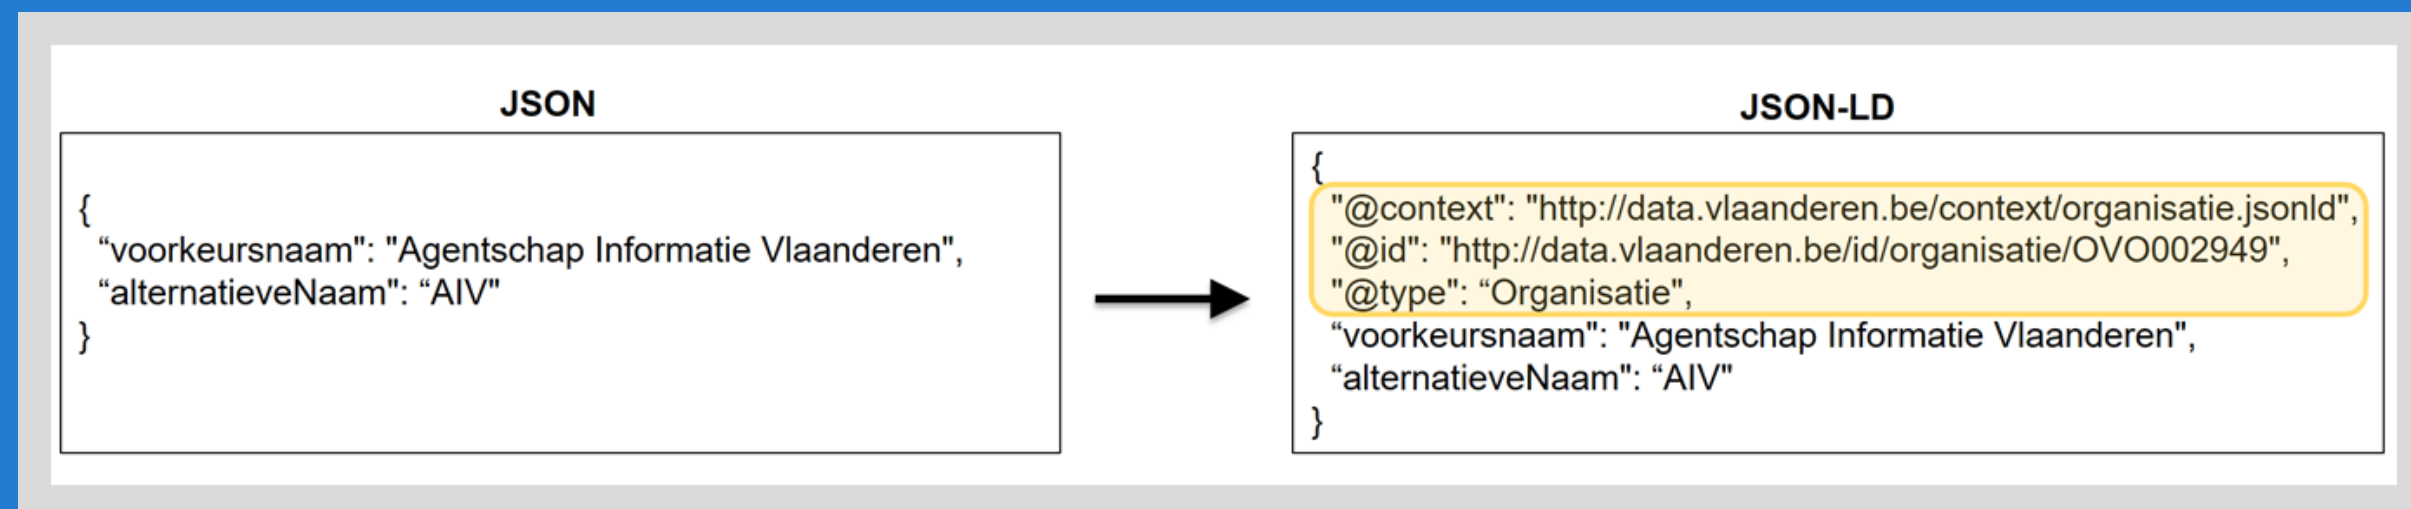 JSON
{
“voorkeursnaam": "Agentschap Informatie Vlaanderen",
“alternatieveNaam": “AIV"
}
JSON-LD
{
"@context": "http://data.vlaanderen.be/context/organisatie.jsonld",
"@id": "http://data.vlaanderen.be/id/organisatie/OVO002949",
"@type": “Organisatie",
“voorkeursnaam": "Agentschap Informatie Vlaanderen",
“alternatieveNaam": “AIV"
}